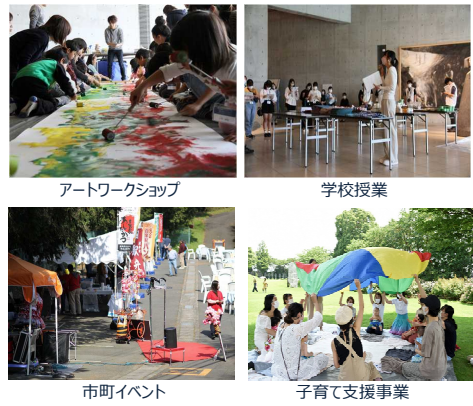 アートワークショップ
学校授業
市町イベント
子育て支援事業